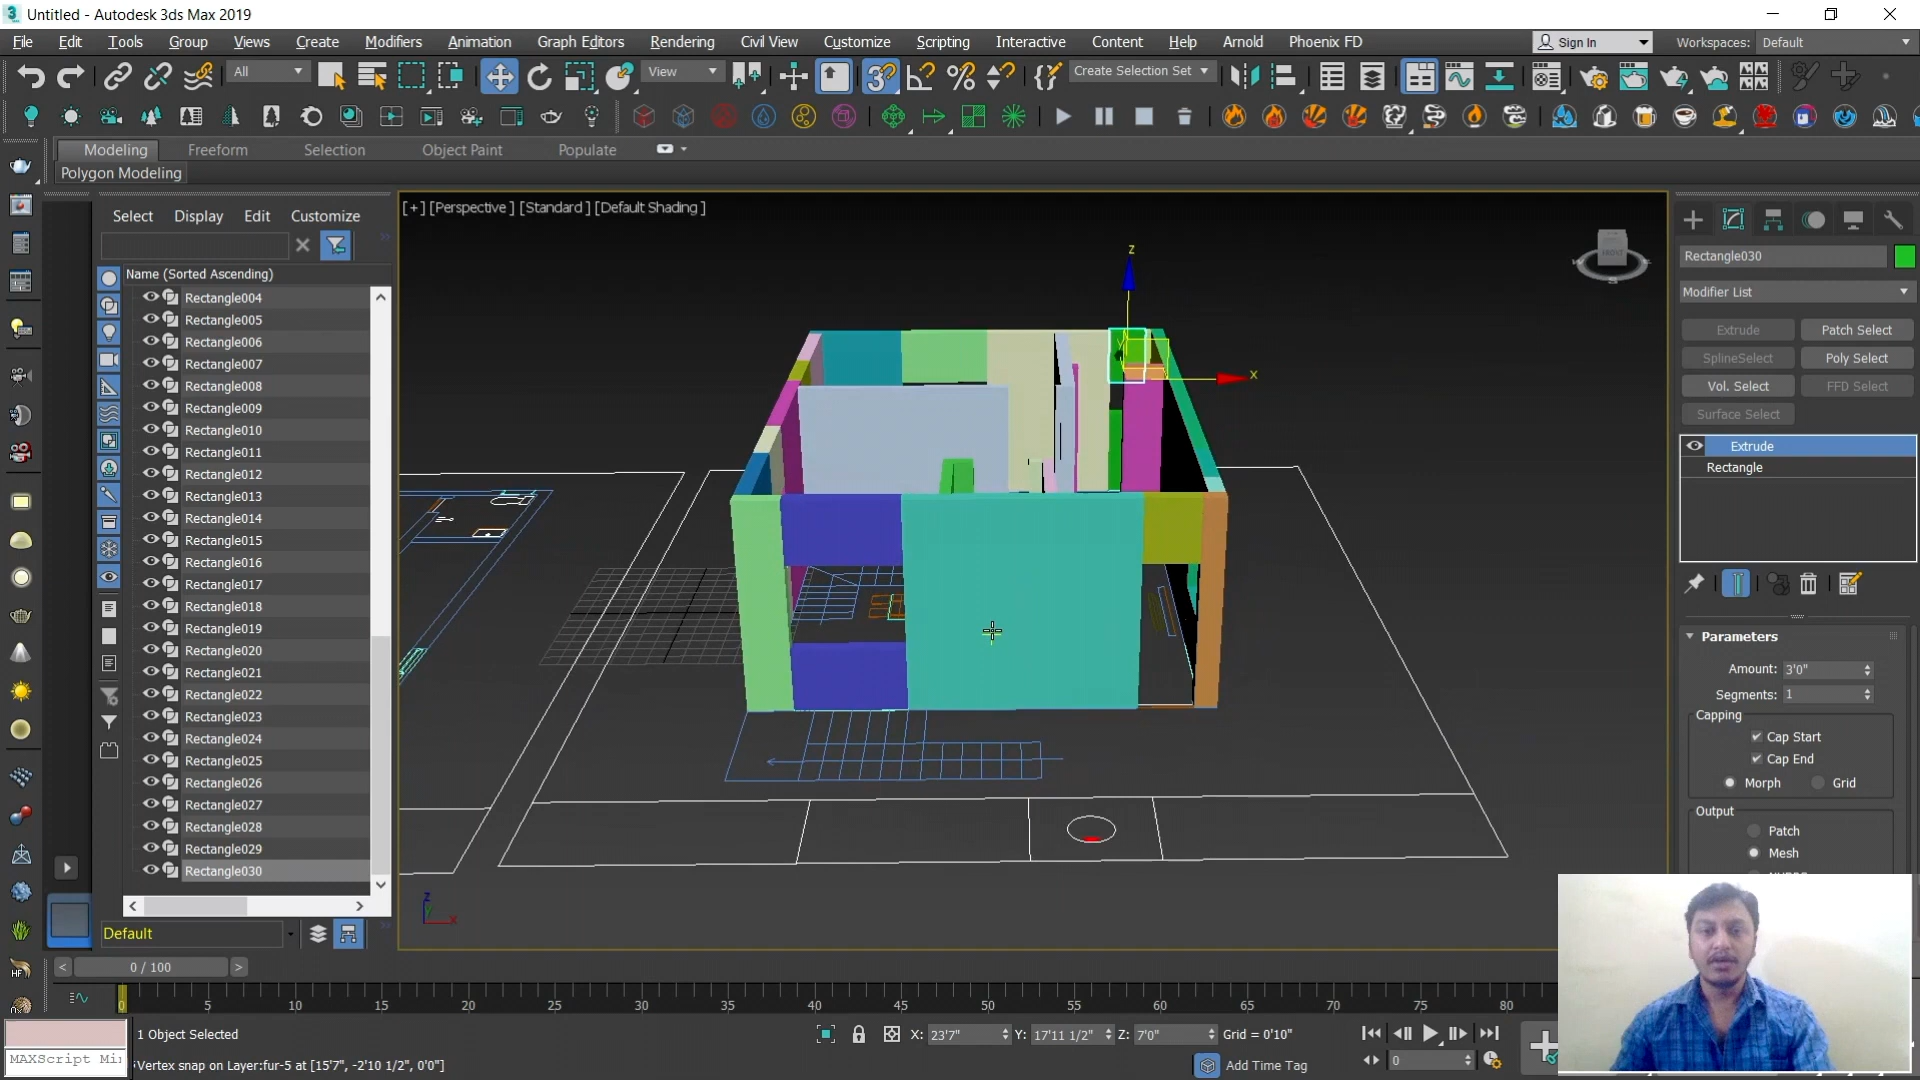 Untitled - Autodesk 3ds Max 2019
File Edit Tools Group Views Create Modifiers Animation Graph Editors Rendering Civil View Customize Scripting Interactive Content Help Arnold Phoenix FD Sign In Workspaces: Default
All View Create Selection Set
Modeling Freeform Selection Object Paint Populate
Polygon Modeling
Select Display Edit Customize
[+] [Perspective ] [Standard ] [Default Shading ]
Name (Sorted Ascending)
Rectangle004
Rectangle005
Rectangle006
Rectangle007
Rectangle008
Rectangle009
Rectangle010
Rectangle011
Rectangle012
Rectangle013
Rectangle014
Rectangle015
Rectangle016
Rectangle017
Rectangle018
Rectangle019
Rectangle020
Rectangle021
Rectangle022
Rectangle023
Rectangle024
Rectangle025
Rectangle026
Rectangle027
Rectangle028
Rectangle029
Rectangle030
Default
z
x
z
x
Rectangle030
Modifier List
Extrude Patch Select
SplineSelect Poly Select
Vol. Select FFD Select
Surface Select
Extrude
Rectangle
Parameters
Amount: 3'0"
Segments: 1
Capping
Cap Start
Cap End
Morph Grid
Output
Patch
Mesh
0 / 100
0 5 10 15 20 25 30 35 40 45 50 55 60 65 70 75 80
1 Object Selected
X: 23'7" Y: 17'11 1/2" Z: 7'0" Grid = 0'10"
MAXScript Mi
Vertex snap on Layer:fur-5 at [15'7", -2'10 1/2", 0'0"]
Add Time Tag
0